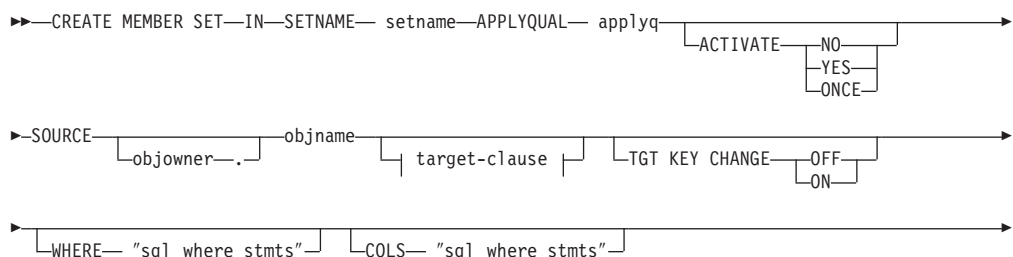 CREATE MEMBER SET IN SETNAME setname APPLYQUAL applyq
ACTIVATE NO
YES
ONCE
SOURCE objname
objowner .
target-clause
TGT KEY CHANGE OFF
ON
WHERE "sql where stmts"
COLS "sql where stmts"